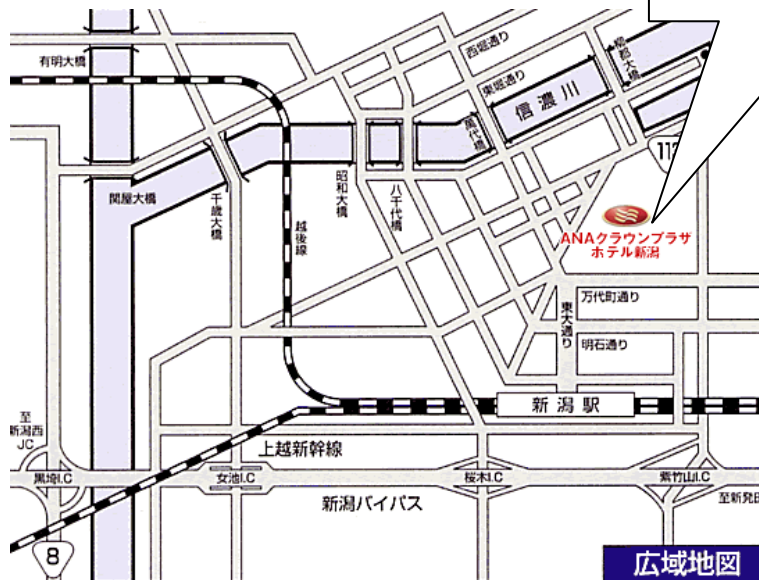 有明大橋
西堀通り
柳都大橋
東堀通り
信濃川
萬代橋
113
関屋大橋
千歳大橋
越後線
昭和大橋
八千代橋
ANAクラウンプラザ
ホテル新潟
万代町通り
東大通り
明石通り
新潟駅
至
新潟西
JC
上越新幹線
黒埼I.C
女池I.C
桜木I.C
紫竹山I.C
新潟バイパス
至新発田
8
広域地図